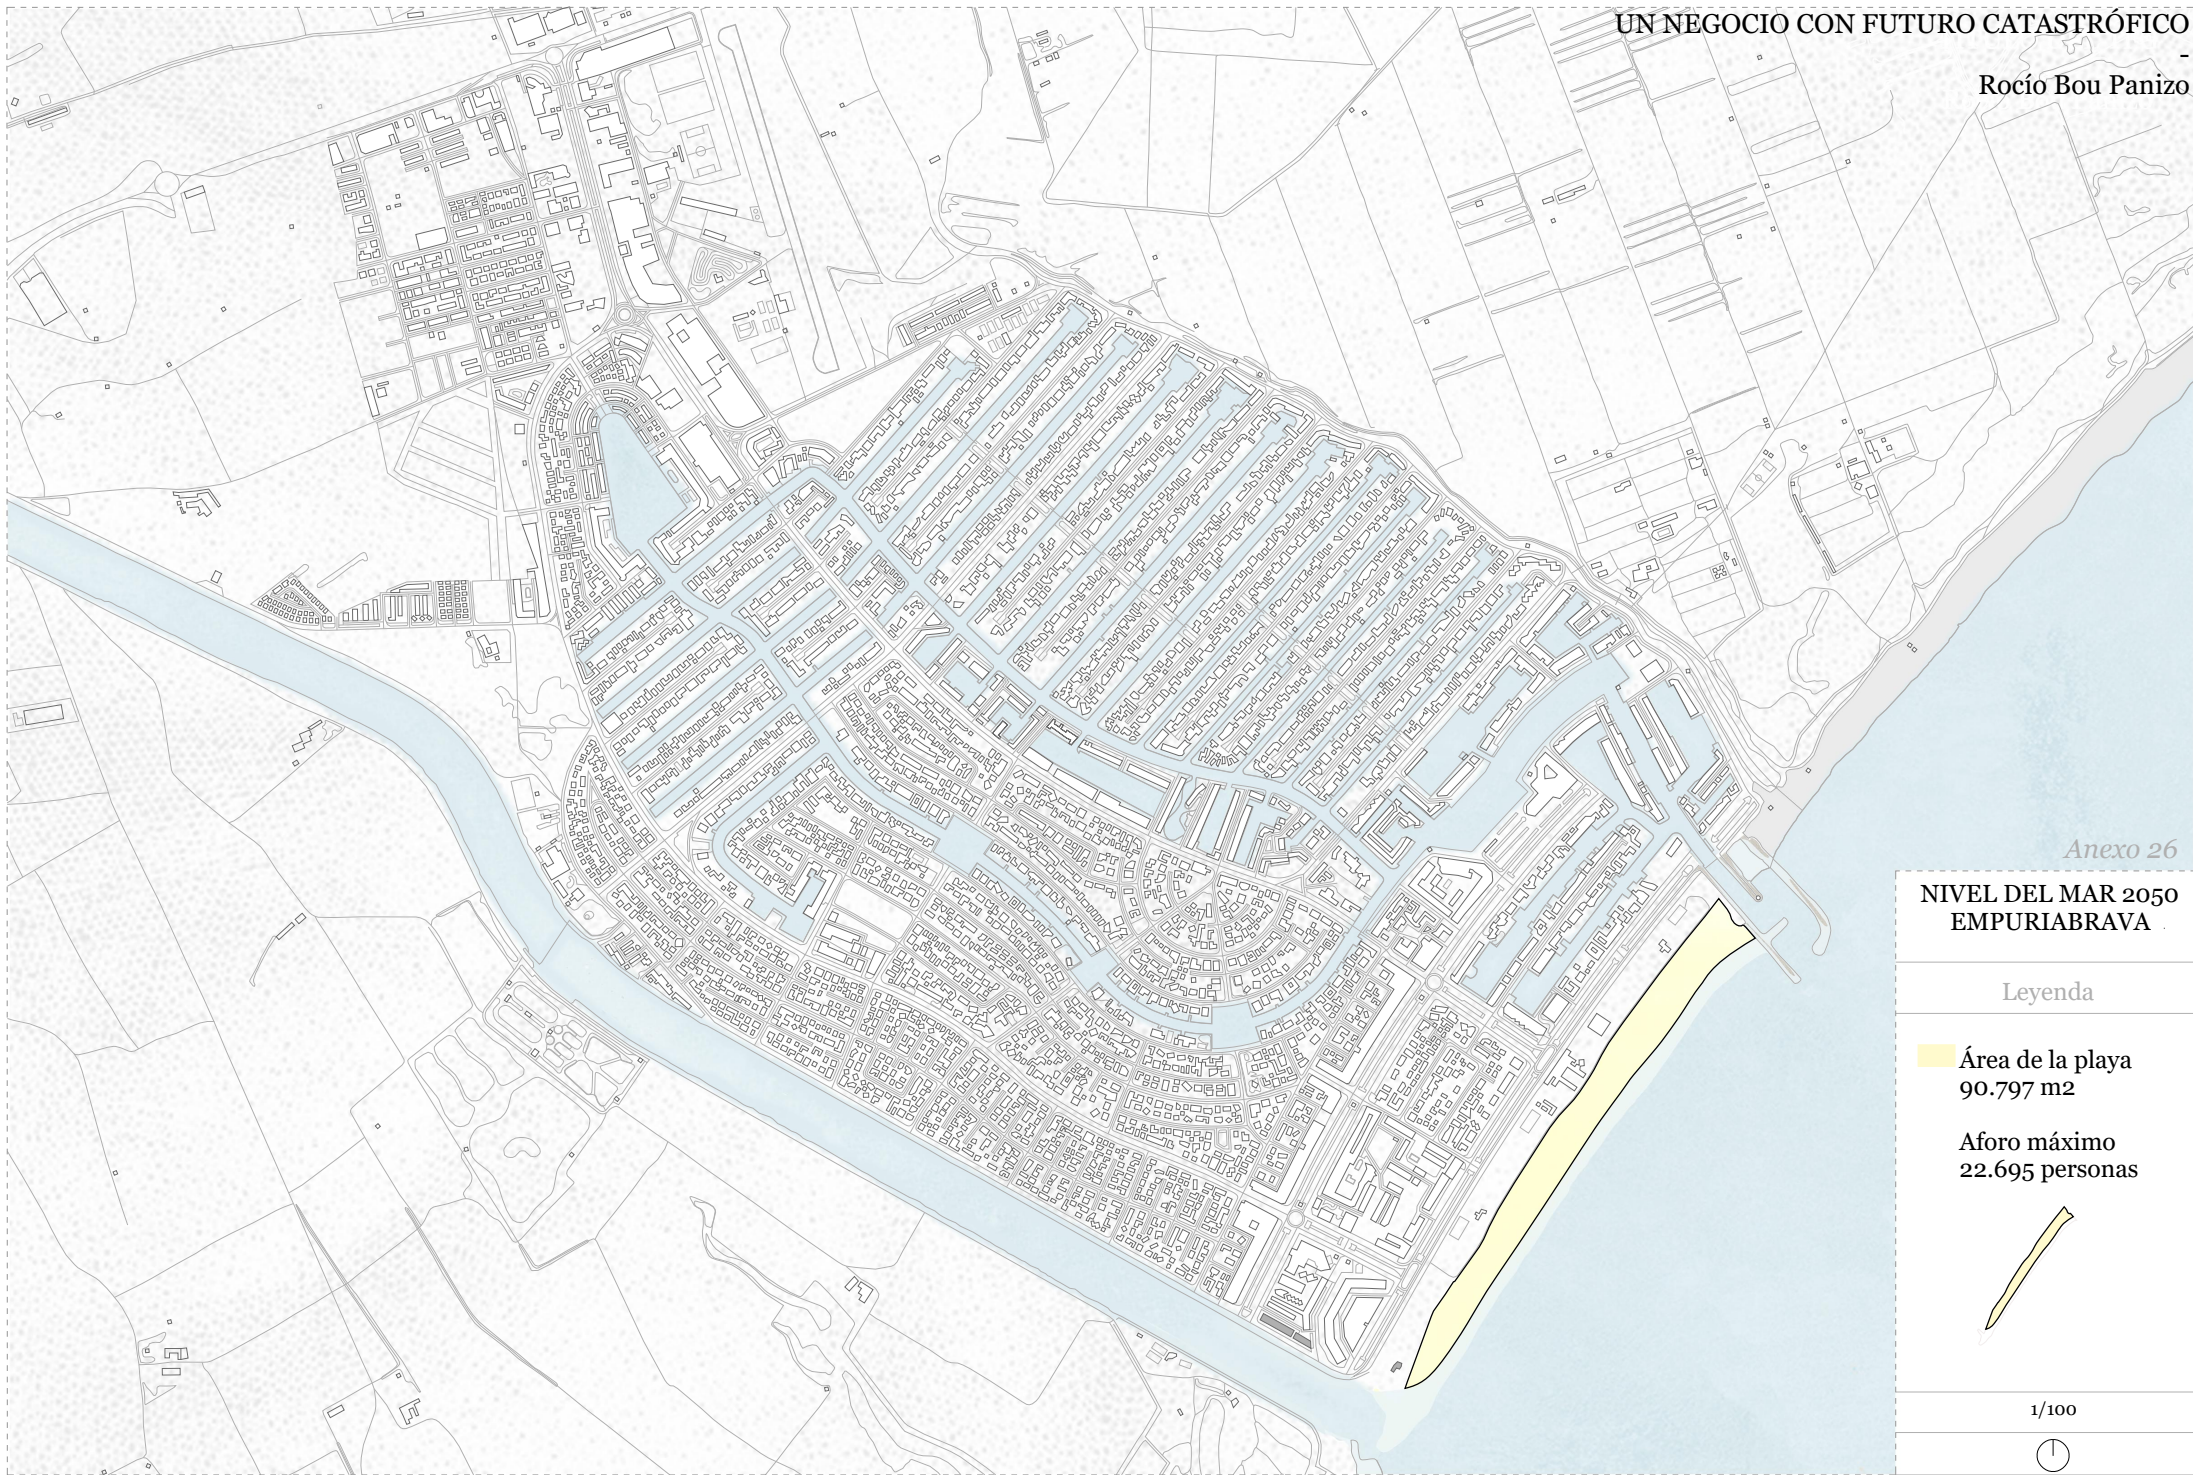 UN NEGOCIO CON FUTURO CATASTRÓFICO
-
Rocío Bou Panizo
Anexo 26
NIVEL DEL MAR 2050
EMPURIABRAVA
Leyenda
Área de la playa
90.797 m2
Aforo máximo
22.695 personas
1/100